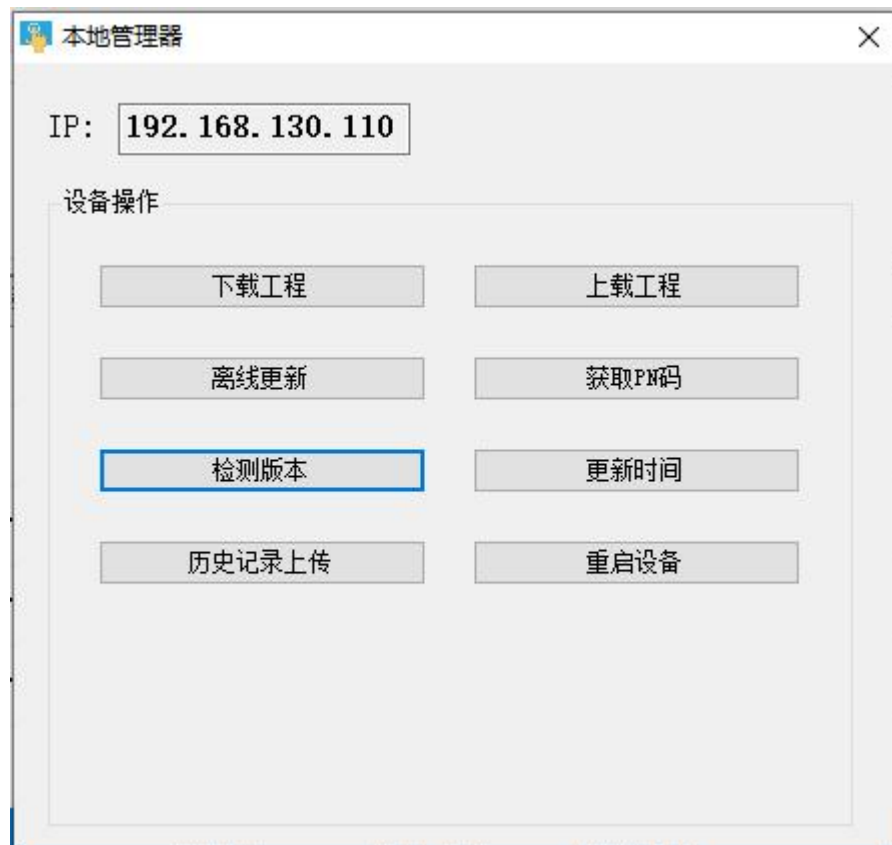 本地管理器
IP: 192.168.130.110
设备操作
下载工程 上载工程
离线更新 获取PN码
检测版本 更新时间
历史记录上传 重启设备